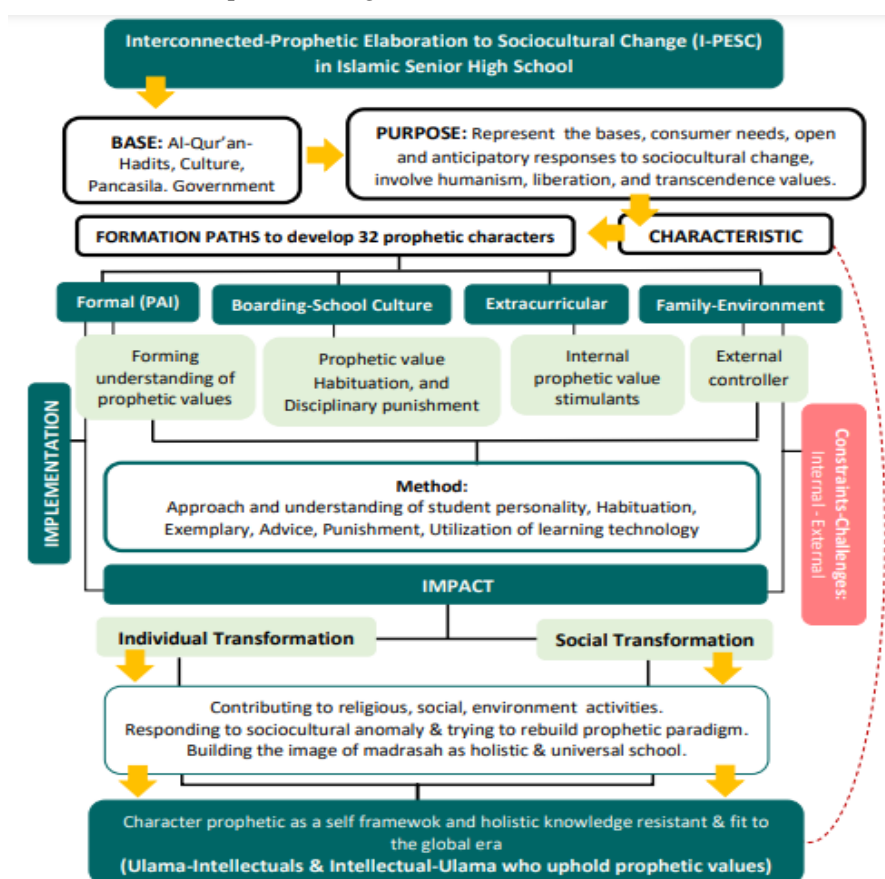 Interconnected-Prophetic Elaboration to Sociocultural Change (I-PESC)
in Islamic Senior High School
BASE: Al-Qur'an-
Hadits, Culture,
Pancasila. Government
PURPOSE: Represent the bases, consumer needs, open
and anticipatory responses to sociocultural change,
involve humanism, liberation, and transcendence values.
FORMATION PATHS to develop 32 prophetic characters
CHARACTERISTIC
Formal (PAI)
Boarding-School Culture
Extracurricular
Family-Environment
Forming
understanding of
prophetic values
Prophetic value
Habituation, and
Disciplinary punishment
Internal
prophetic value
stimulants
External
controller
IMPLEMENTATION
Constraints-Challenges:
Internal - External
Method:
Approach and understanding of student personality, Habituation,
Exemplary, Advice, Punishment, Utilization of learning technology
IMPACT
Individual Transformation
Social Transformation
Contributing to religious, social, environment activities.
Responding to sociocultural anomaly & trying to rebuild prophetic paradigm.
Building the image of madrasah as holistic & universal school.
Character prophetic as a self framewok and holistic knowledge resistant & fit to
the global era
(Ulama-Intellectuals & Intellectual-Ulama who uphold prophetic values)